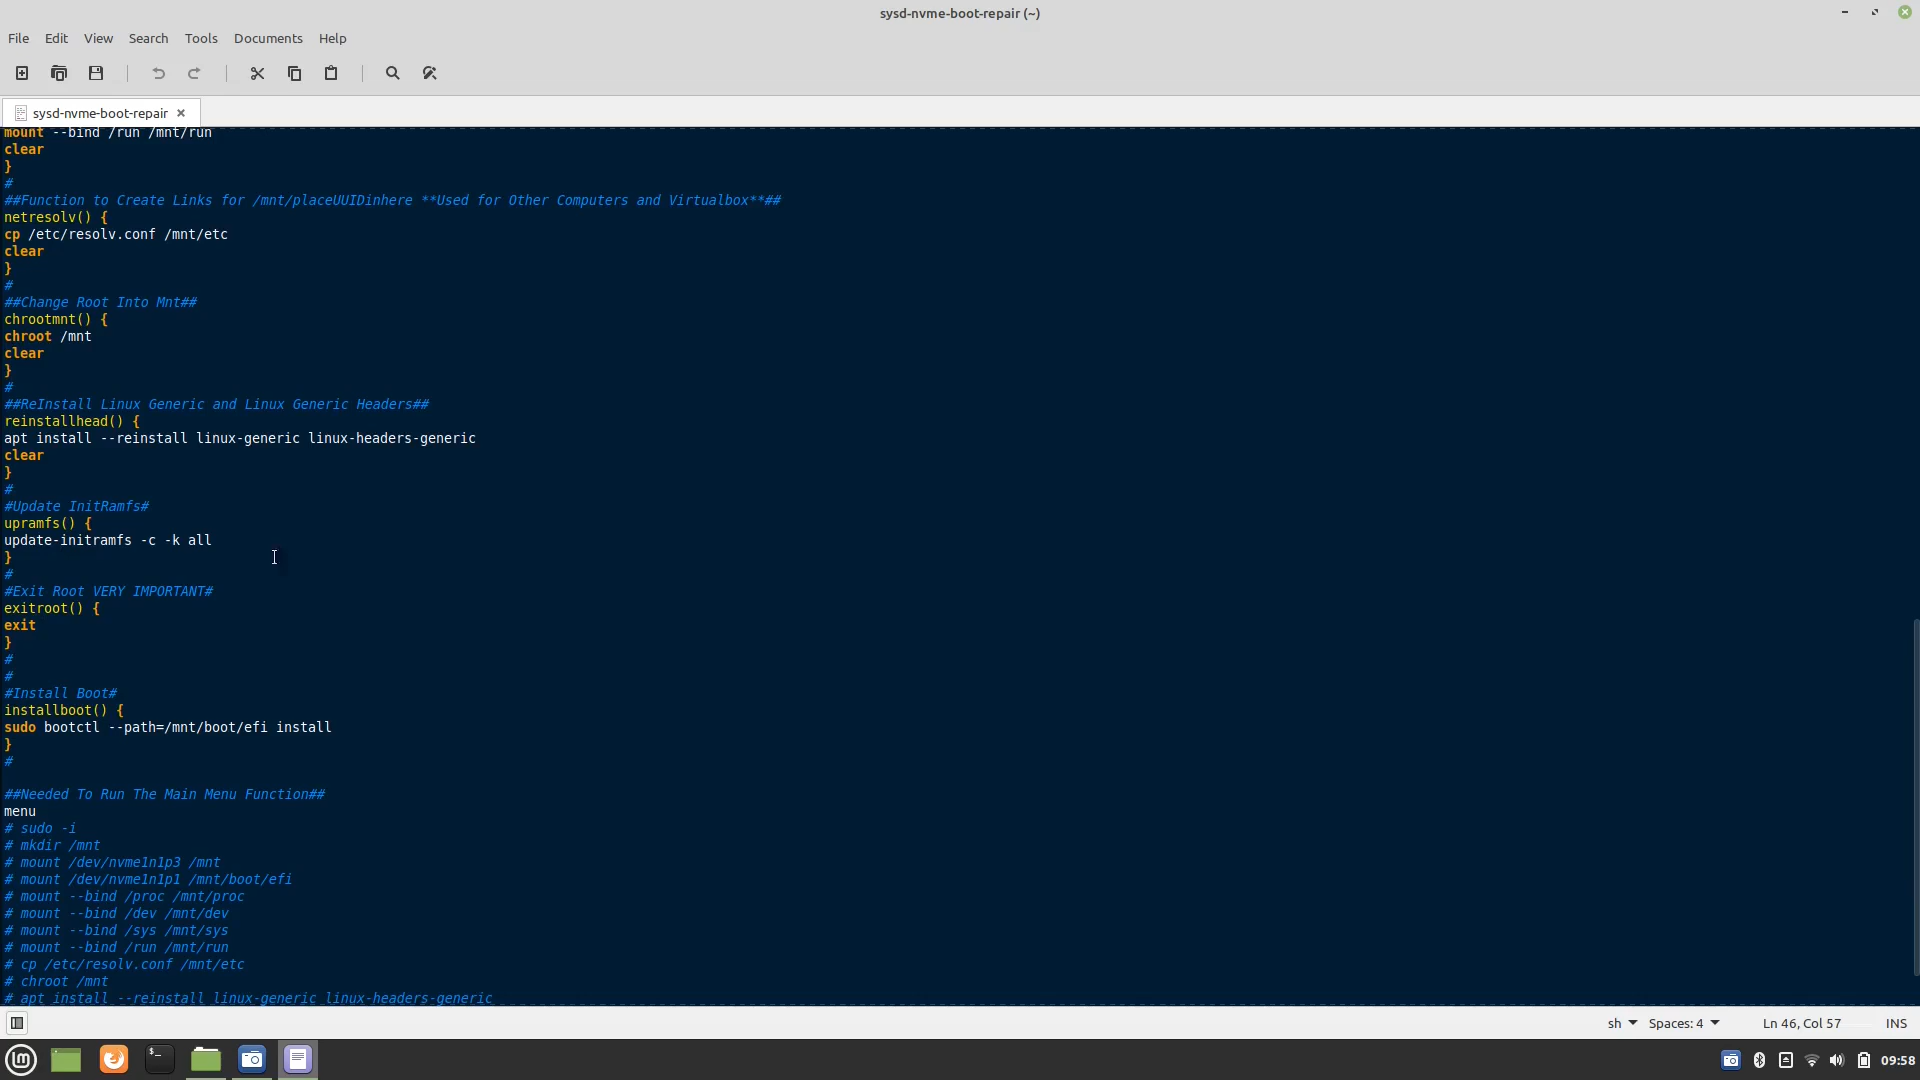 sysd-nvme-boot-repair (~)
File Edit View Search Tools Documents Help
sysd-nvme-boot-repair
mount --bind /run /mnt/run
clear
}
#
##Function to Create Links for /mnt/placeUUIDinhere **Used for Other Computers and Virtualbox**##
netresolv() {
cp /etc/resolv.conf /mnt/etc
clear
}
#
##Change Root Into Mnt##
chrootmnt() {
chroot /mnt
clear
}
#
##ReInstall Linux Generic and Linux Generic Headers##
reinstallhead() {
apt install --reinstall linux-generic linux-headers-generic
clear
}
#
#Update InitRamfs#
upramfs() {
update-initramfs -c -k all
}
#
#Exit Root VERY IMPORTANT#
exitroot() {
exit
}
#
#
#Install Boot#
installboot() {
sudo bootctl --path=/mnt/boot/efi install
}
#
##Needed To Run The Main Menu Function##
menu
# sudo -i
# mkdir /mnt
# mount /dev/nvme1n1p3 /mnt
# mount /dev/nvme1n1p1 /mnt/boot/efi
# mount --bind /proc /mnt/proc
# mount --bind /dev /mnt/dev
# mount --bind /sys /mnt/sys
# mount --bind /run /mnt/run
# cp /etc/resolv.conf /mnt/etc
# chroot /mnt
# apt install --reinstall linux-generic linux-headers-generic
sh Spaces: 4 Ln 46, Col 57 INS
09:58